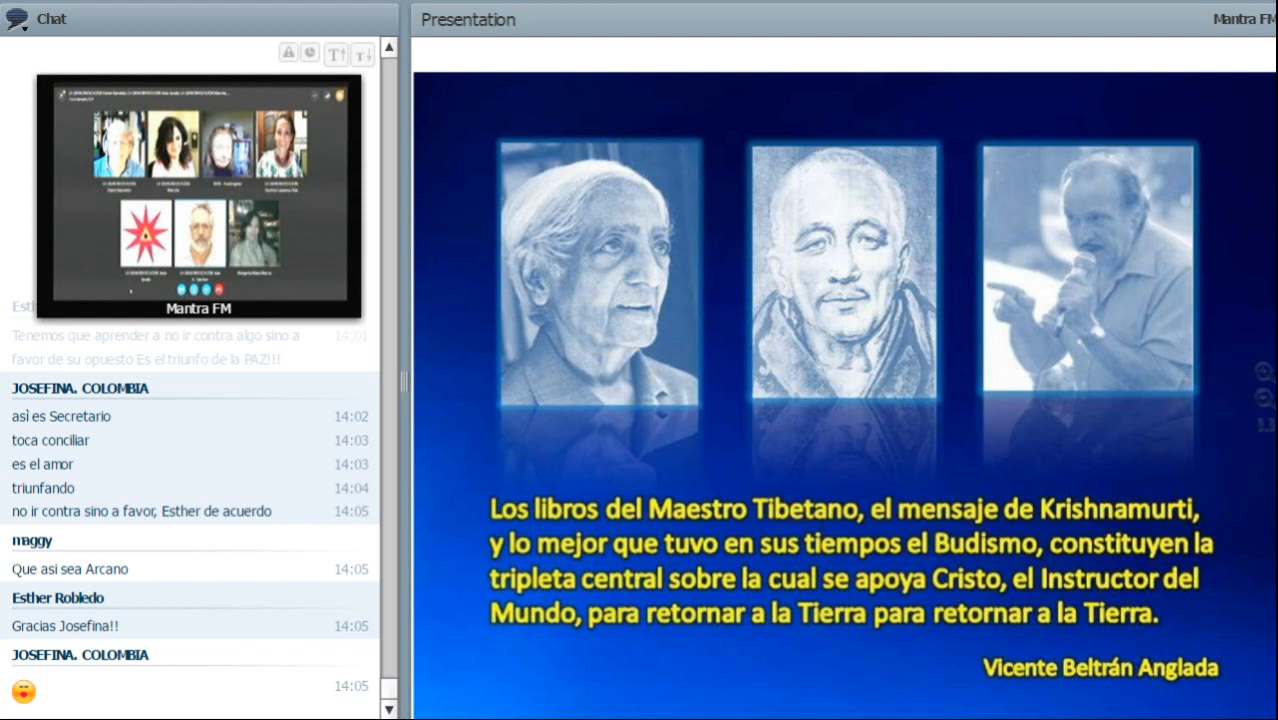 Chat
Mantra FM
Tenemos que aprender a no ir contra algo sino a 14:01
favor de su opuesto Es el triunfo de la PAZ!!!
JOSEFINA. COLOMBIA
asì es Secretario 14:02
toca conciliar 14:03
es el amor 14:03
triunfando 14:04
no ir contra sino a favor, Esther de acuerdo 14:05
maggy
Que asi sea Arcano 14:05
Esther Robledo
Gracias Josefina!! 14:05
JOSEFINA. COLOMBIA
14:05
Presentation
Mantra FM
Los libros del Maestro Tibetano, el mensaje de Krishnamurti,
y lo mejor que tuvo en sus tiempos el Budismo, constituyen la
tripleta central sobre la cual se apoya Cristo, el Instructor del
Mundo, para retornar a la Tierra para retornar a la Tierra.
Vicente Beltrán Anglada